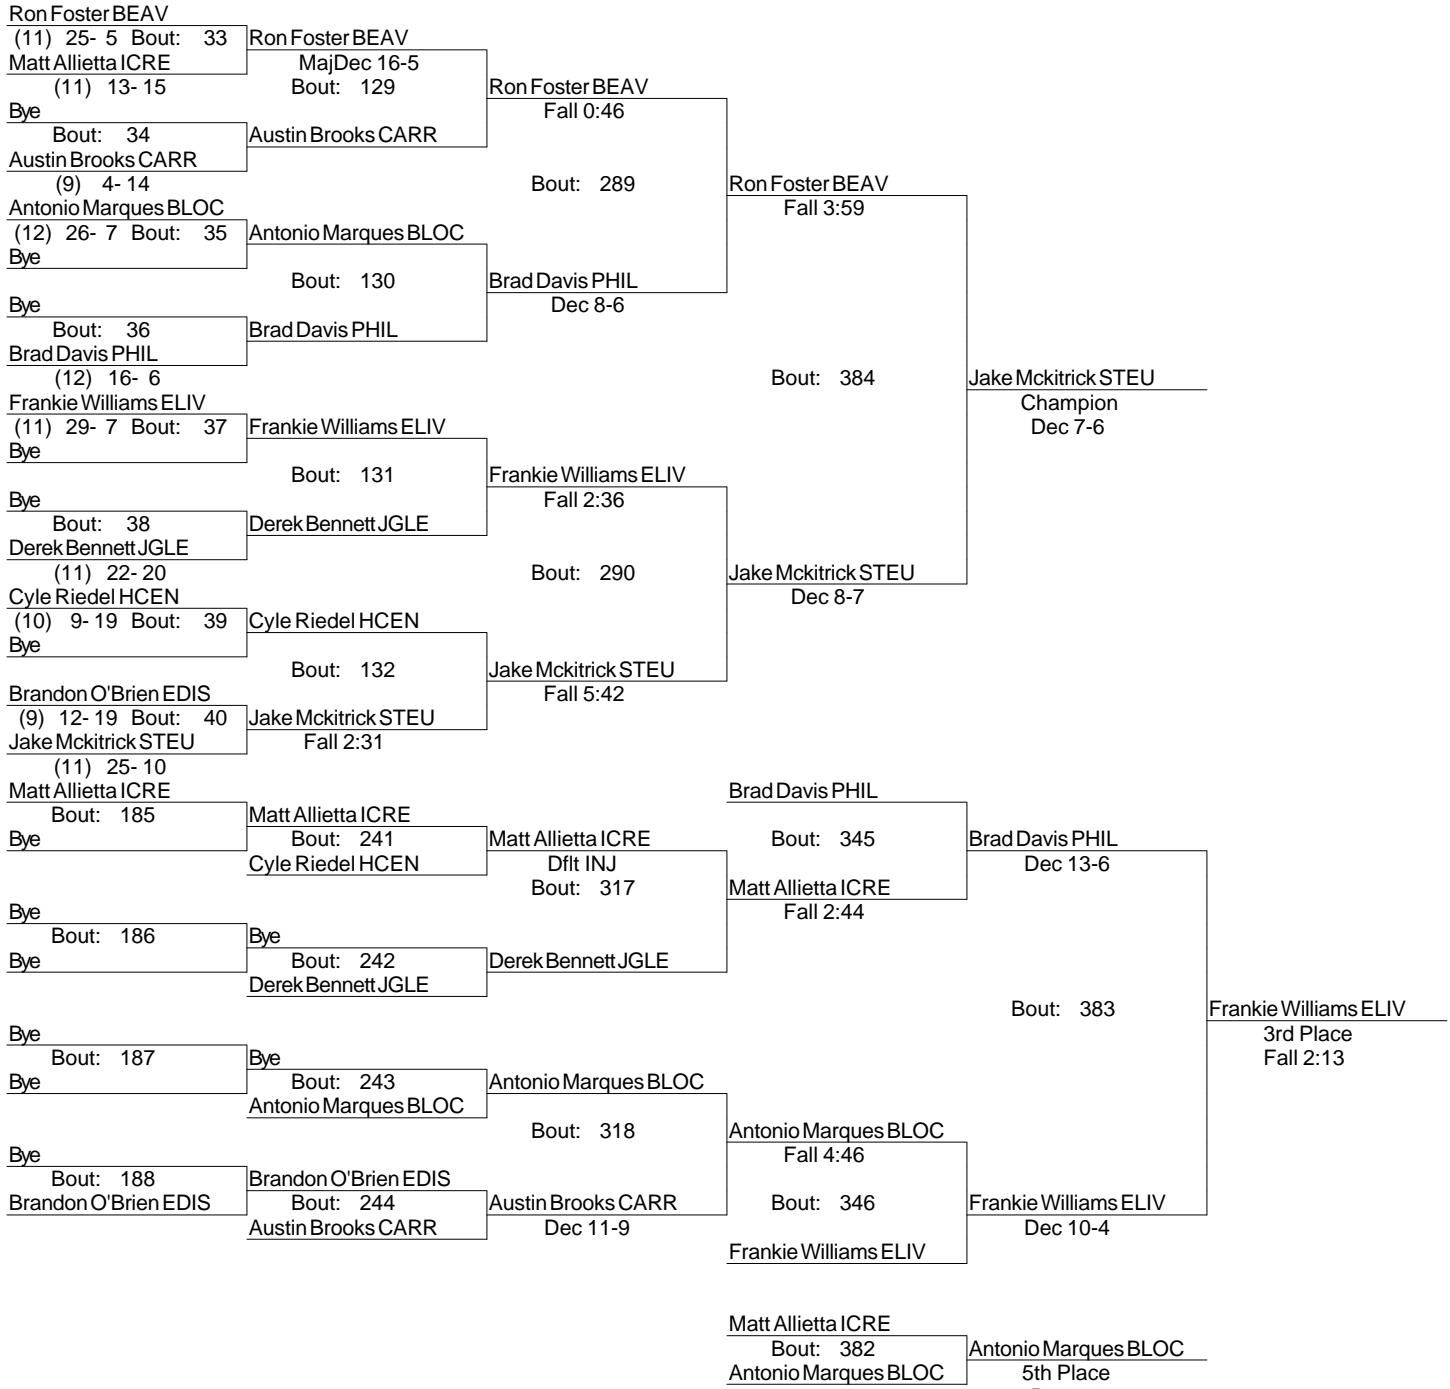 Ron Foster BEAV
(11) 25- 5 Bout: 33 Ron Foster BEAV
Matt Allietta ICRE MajDec 16-5
(11) 13- 15 Bout: 129 Ron Foster BEAV
Bye Fall 0:46
Bout: 34 Austin Brooks CARR
Austin Brooks CARR
(9) 4- 14 Bout: 289 Ron Foster BEAV
Antonio Marques BLOC Fall 3:59
(12) 26- 7 Bout: 35 Antonio Marques BLOC
Bye
Bout: 130 Brad Davis PHIL
Bye Dec 8-6
Bout: 36 Brad Davis PHIL
Brad Davis PHIL
(12) 16- 6 Bout: 384 Jake Mckitrick STEU
Frankie Williams ELIV Champion
(11) 29- 7 Bout: 37 Frankie Williams ELIV Dec 7-6
Bye
Bout: 131 Frankie Williams ELIV
Bye Fall 2:36
Bout: 38 Derek Bennett JGLE
Derek Bennett JGLE
(11) 22- 20 Bout: 290 Jake Mckitrick STEU
Cyle Riedel HCEN Dec 8-7
(10) 9- 19 Bout: 39 Cyle Riedel HCEN
Bye
Bout: 132 Jake Mckitrick STEU
Brandon O'Brien EDIS Fall 5:42
(9) 12- 19 Bout: 40 Jake Mckitrick STEU
Jake Mckitrick STEU Fall 2:31
(11) 25- 10
Matt Allietta ICRE Brad Davis PHIL
Bout: 185 Matt Allietta ICRE
Bye Bout: 241 Matt Allietta ICRE Bout: 345 Brad Davis PHIL
Cyle Riedel HCEN Dflt INJ Dec 13-6
Bout: 317 Matt Allietta ICRE
Bye Fall 2:44
Bout: 186 Bye
Bye Bout: 242 Derek Bennett JGLE
Derek Bennett JGLE
Bout: 383 Frankie Williams ELIV
Bye 3rd Place
Bout: 187 Bye Fall 2:13
Bye Bout: 243 Antonio Marques BLOC
Antonio Marques BLOC
Bout: 318 Antonio Marques BLOC
Bye Fall 4:46
Bout: 188 Brandon O'Brien EDIS
Brandon O'Brien EDIS Bout: 244 Austin Brooks CARR Bout: 346 Frankie Williams ELIV
Austin Brooks CARR Dec 11-9 Dec 10-4
Frankie Williams ELIV
Matt Allietta ICRE
Bout: 382 Antonio Marques BLOC
Antonio Marques BLOC 5th Place